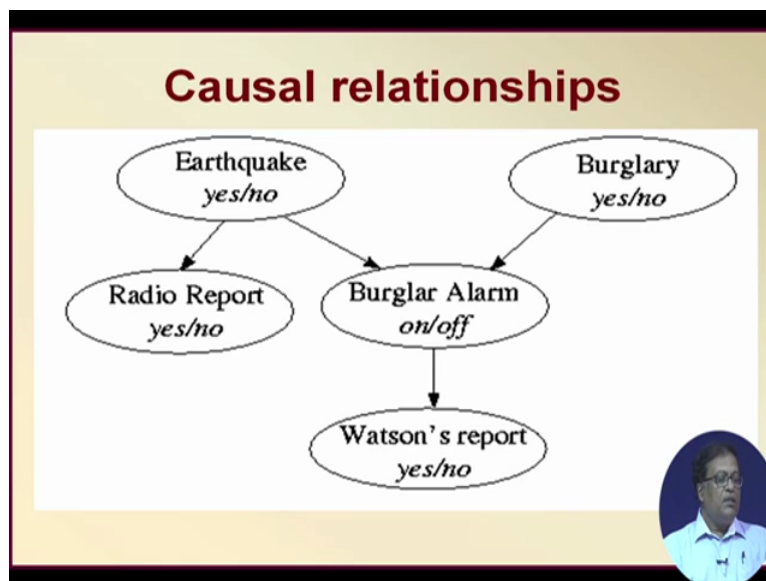 Causal relationships
Earthquake
yes/no
Burglary
yes/no
Radio Report
yes/no
Burglar Alarm
on/off
Watson's report
yes/no